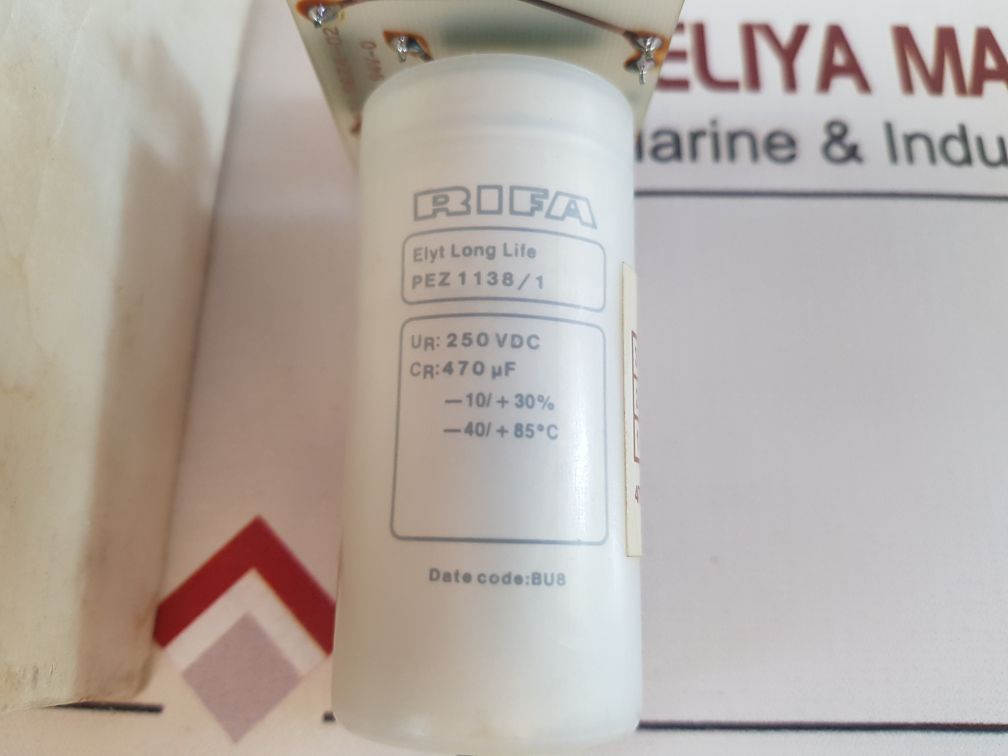 ELIYA MA
arine & Indu
RIFA
Elyt Long Life
PEZ 1138/1
UR: 250 VDC
CR: 470 µF
—10/+30%
—40/+85°C
Date code:BU8